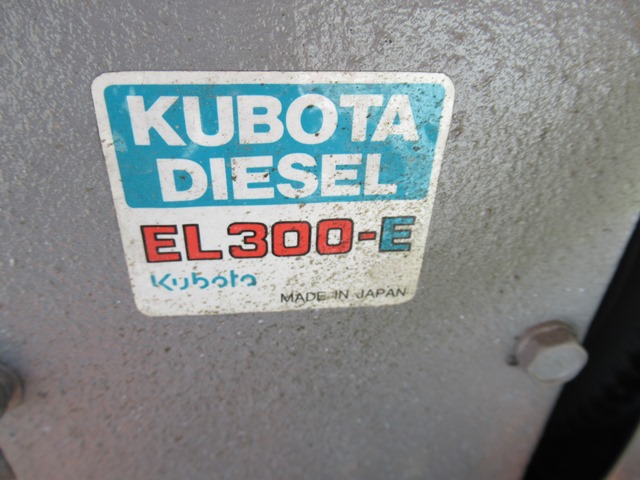 KUBOTA
DIESEL
EL300-E
Kubota
MADE IN JAPAN